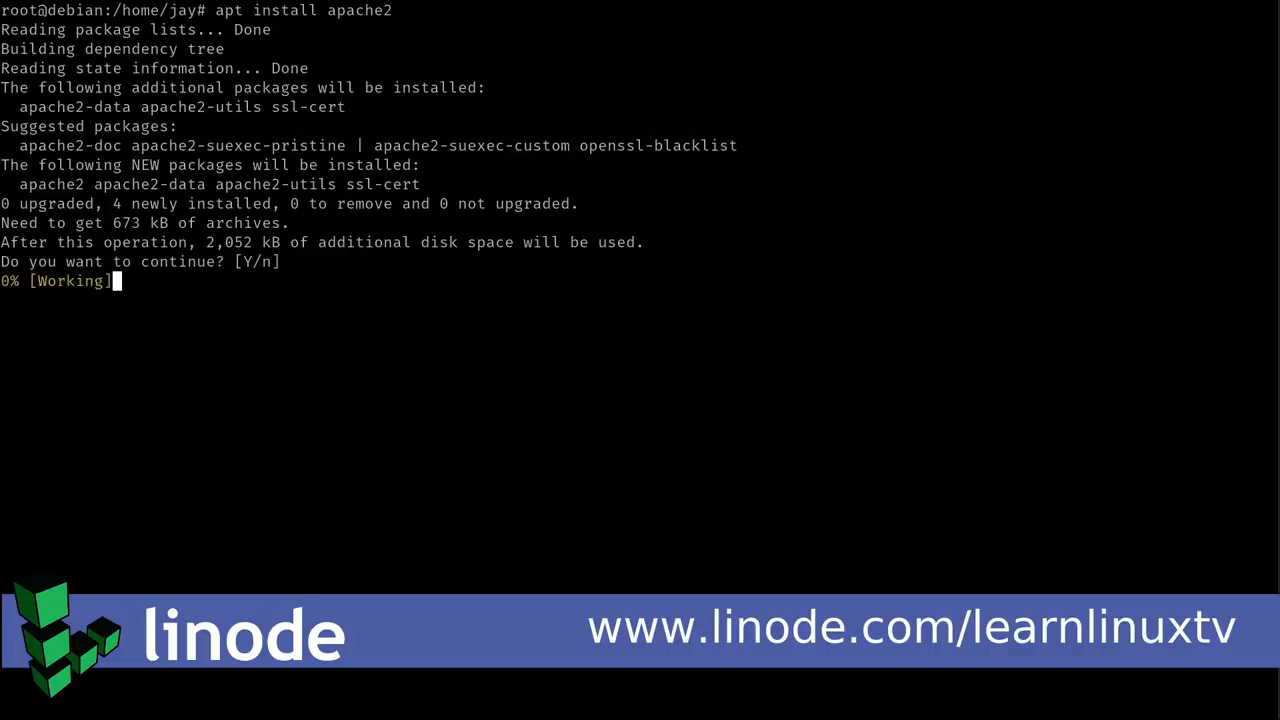 root@debian:/home/jay# apt install apache2
Reading package lists... Done
Building dependency tree
Reading state information... Done
The following additional packages will be installed:
  apache2-data apache2-utils ssl-cert
Suggested packages:
  apache2-doc apache2-suexec-pristine | apache2-suexec-custom openssl-blacklist
The following NEW packages will be installed:
  apache2 apache2-data apache2-utils ssl-cert
0 upgraded, 4 newly installed, 0 to remove and 0 not upgraded.
Need to get 673 kB of archives.
After this operation, 2,052 kB of additional disk space will be used.
Do you want to continue? [Y/n]
0% [Working]
linode
www.linode.com/learnlinuxtv